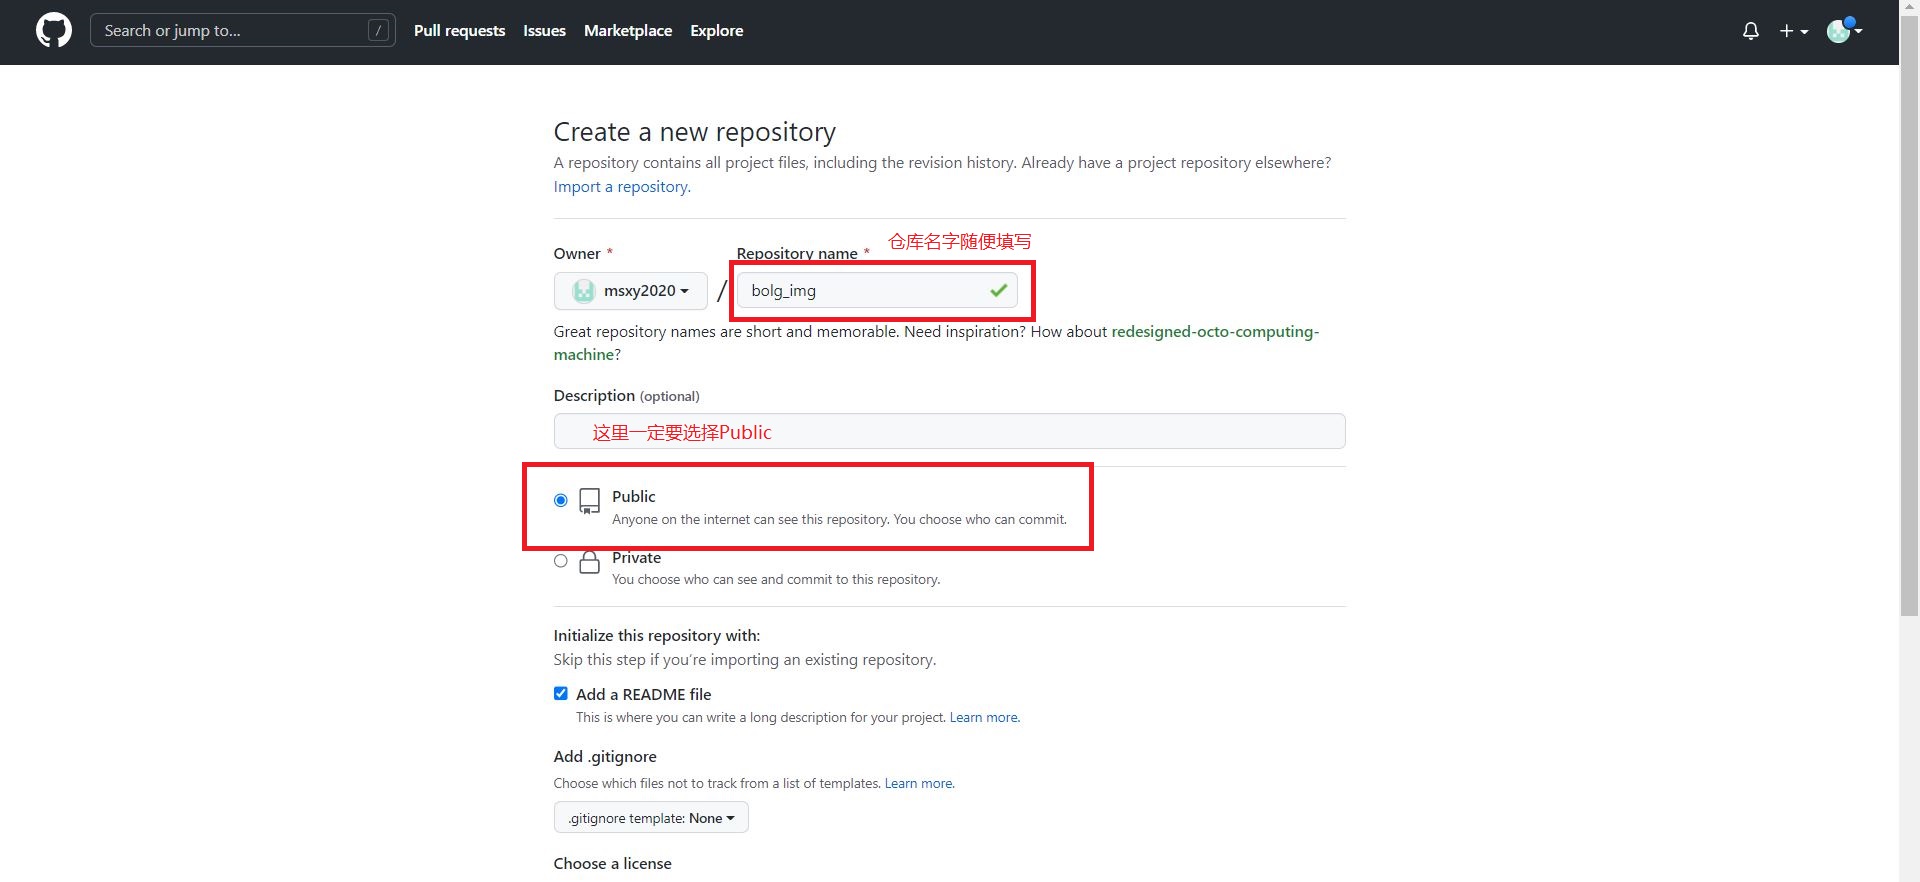 Search or jump to... /
Pull requests Issues Marketplace Explore
Create a new repository
A repository contains all project files, including the revision history. Already have a project repository elsewhere?
Import a repository.
仓库名字随便填写
Owner * Repository name *
msxy2020 / bolg_img
Great repository names are short and memorable. Need inspiration? How about redesigned-octo-computing-
machine?
Description (optional)
这里一定要选择Public
Public
Anyone on the internet can see this repository. You choose who can commit.
Private
You choose who can see and commit to this repository.
Initialize this repository with:
Skip this step if you’re importing an existing repository.
Add a README file
This is where you can write a long description for your project. Learn more.
Add .gitignore
Choose which files not to track from a list of templates. Learn more.
.gitignore template: None
Choose a license